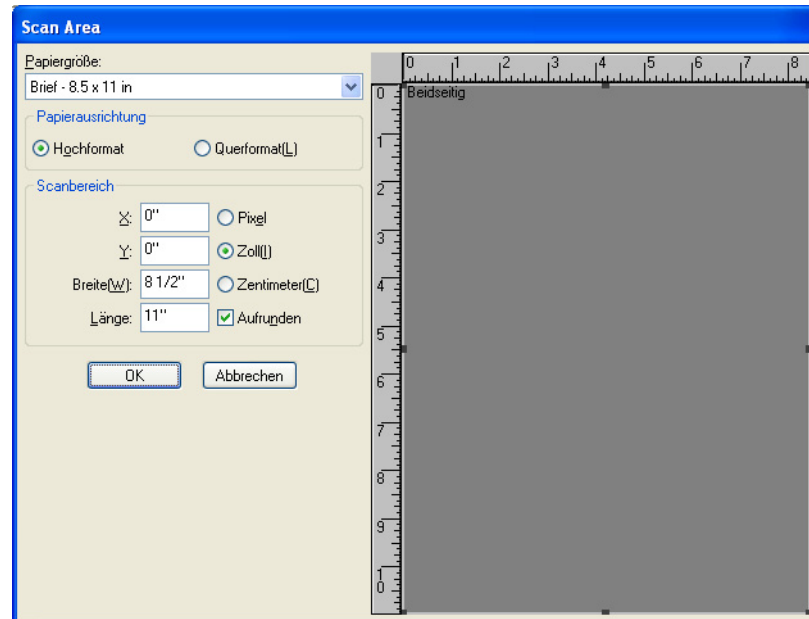 Scan Area
Papiergröße:
Brief - 8.5 x 11 in
Papierausrichtung
Hochformat
Querformat(L)
Scanbereich
X: 0" Pixel
Y: 0" Zoll(I)
Breite(W): 8 1/2" Zentimeter(C)
Länge: 11" Aufrunden
OK Abbrechen
0 1 2 3 4 5 6 7 8
Beidseitig
0
1
2
3
4
5
6
7
8
9
10